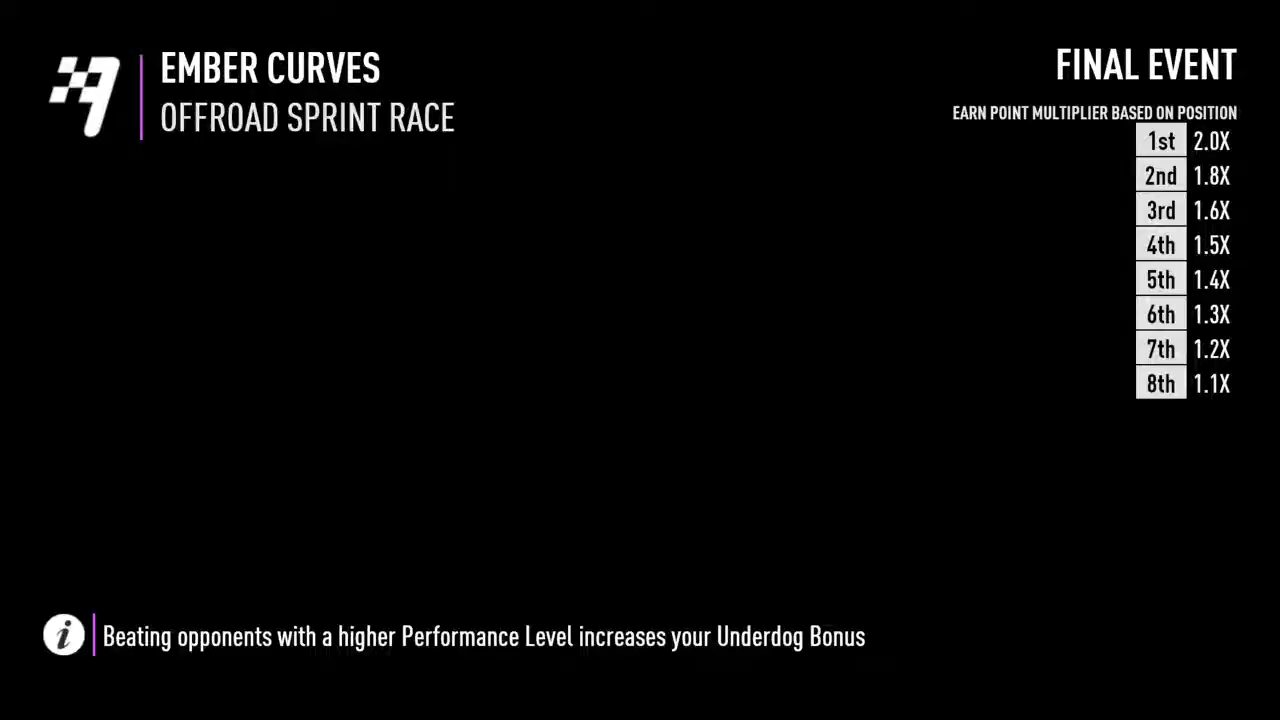 EMBER CURVES
OFFROAD SPRINT RACE
FINAL EVENT
EARN POINT MULTIPLIER BASED ON POSITION
1st 2.0X
2nd 1.8X
3rd 1.6X
4th 1.5X
5th 1.4X
6th 1.3X
7th 1.2X
8th 1.1X
i Beating opponents with a higher Performance Level increases your Underdog Bonus